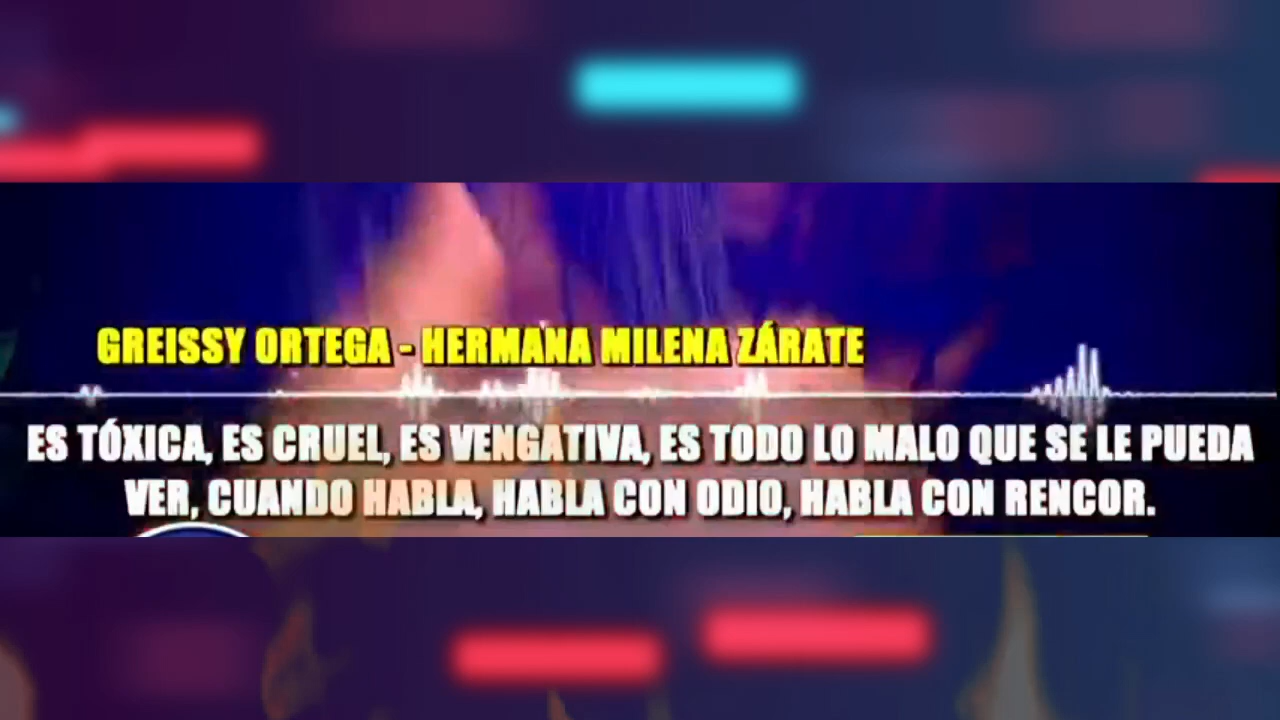 GREISSY ORTEGA - HERMANA MILENA ZÁRATE
ES TÓXICA, ES CRUEL, ES VENGATIVA, ES TODO LO MALO QUE SE LE PUEDA
VER, CUANDO HABLA, HABLA CON ODIO, HABLA CON RENCOR.